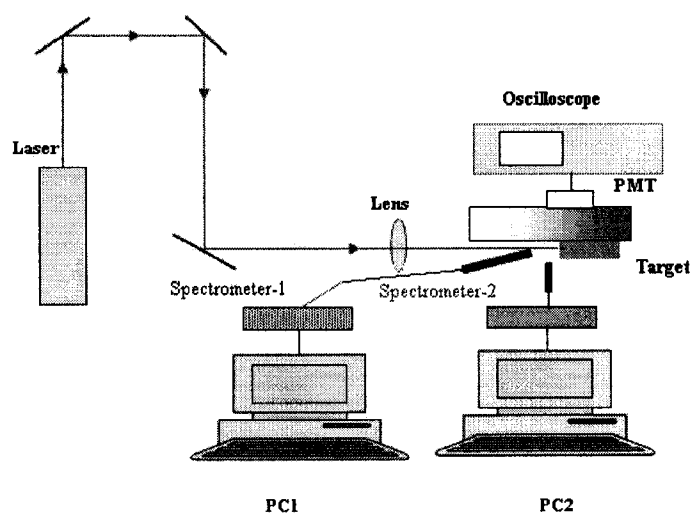 Oscilloscope
Laser
PMT
Lens
Target
Spectrometer-1
Spectrometer-2
PC1
PC2